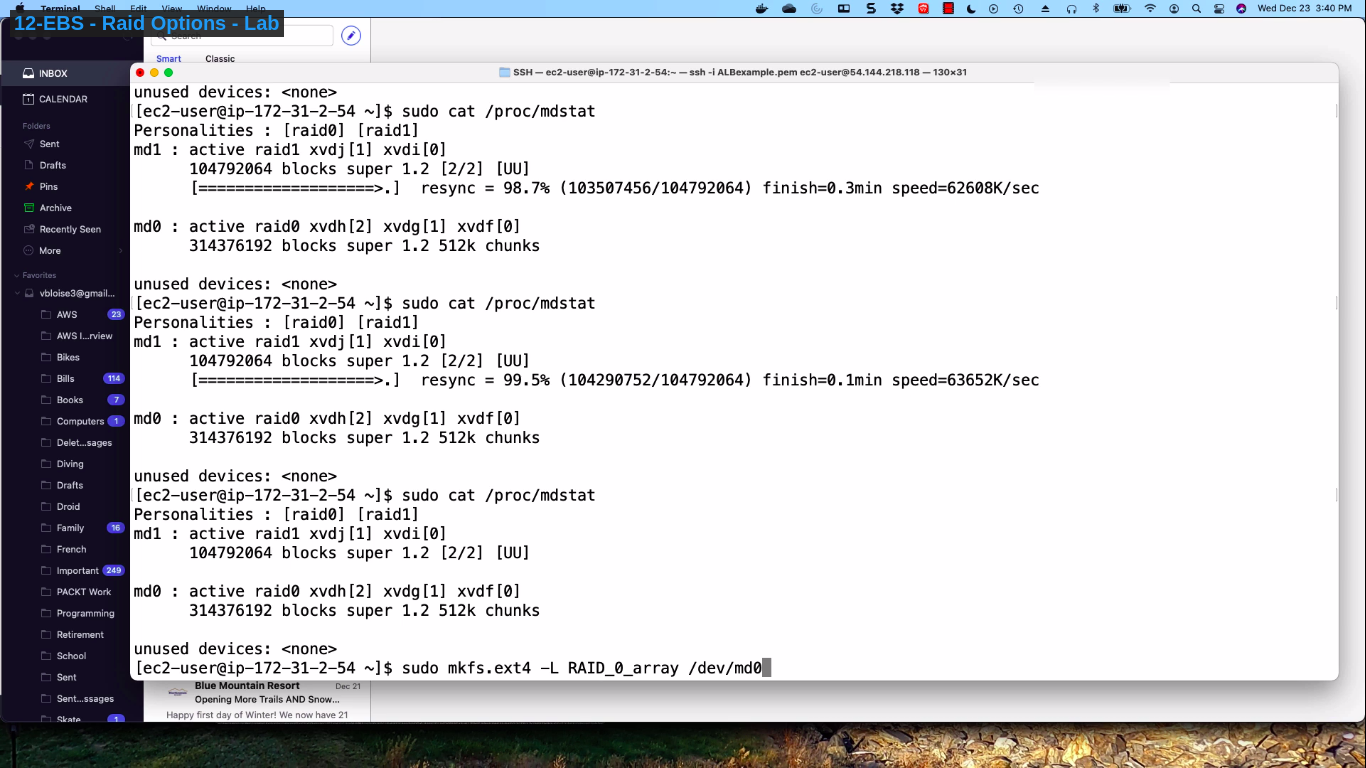 Terminal Shell Edit View Window Help
Wed Dec 23 3:40 PM
12-EBS - Raid Options - Lab
Search
Smart Classic
INBOX
CALENDAR
Folders
Sent
Drafts
Pins
Archive
Recently Seen
More
Favorites
vbloise3@gmail...
AWS 23
AWS I...rview
Bikes
Bills 114
Books 7
Computers 1
Delet...sages
Diving
Drafts
Droid
Family 16
French
Important 249
PACKT Work
Programming
Retirement
School
Sent
Sent...ssages
Skate 1
SSH — ec2-user@ip-172-31-2-54:~ — ssh -i ALBexample.pem ec2-user@54.144.218.118 — 130×31
unused devices: <none>
[ec2-user@ip-172-31-2-54 ~]$ sudo cat /proc/mdstat
Personalities : [raid0] [raid1]
md1 : active raid1 xvdj[1] xvdi[0]
104792064 blocks super 1.2 [2/2] [UU]
[===================>.] resync = 98.7% (103507456/104792064) finish=0.3min speed=62608K/sec
md0 : active raid0 xvdh[2] xvdg[1] xvdf[0]
314376192 blocks super 1.2 512k chunks
unused devices: <none>
[ec2-user@ip-172-31-2-54 ~]$ sudo cat /proc/mdstat
Personalities : [raid0] [raid1]
md1 : active raid1 xvdj[1] xvdi[0]
104792064 blocks super 1.2 [2/2] [UU]
[===================>.] resync = 99.5% (104290752/104792064) finish=0.1min speed=63652K/sec
md0 : active raid0 xvdh[2] xvdg[1] xvdf[0]
314376192 blocks super 1.2 512k chunks
unused devices: <none>
[ec2-user@ip-172-31-2-54 ~]$ sudo cat /proc/mdstat
Personalities : [raid0] [raid1]
md1 : active raid1 xvdj[1] xvdi[0]
104792064 blocks super 1.2 [2/2] [UU]
md0 : active raid0 xvdh[2] xvdg[1] xvdf[0]
314376192 blocks super 1.2 512k chunks
unused devices: <none>
[ec2-user@ip-172-31-2-54 ~]$ sudo mkfs.ext4 -L RAID_0_array /dev/md0
Blue Mountain Resort Dec 21
Opening More Trails AND Snow...
Happy first day of Winter! We now have 21